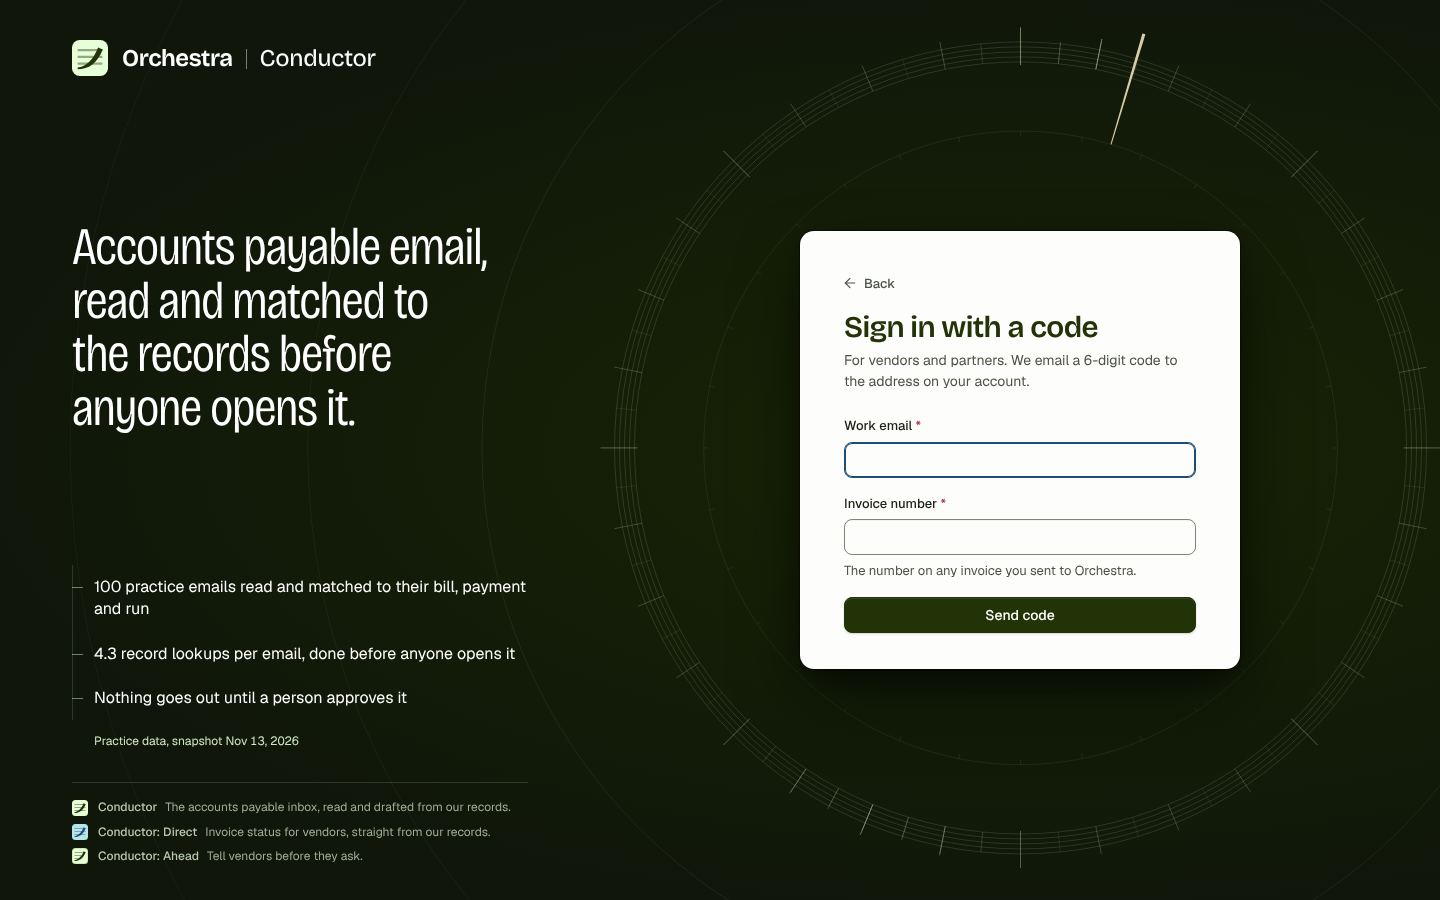 Orchestra | Conductor
Accounts payable email,
read and matched to
the records before
anyone opens it.
100 practice emails read and matched to their bill, payment
and run
4.3 record lookups per email, done before anyone opens it
Nothing goes out until a person approves it
Practice data, snapshot Nov 13, 2026
Conductor The accounts payable inbox, read and drafted from our records.
Conductor: Direct Invoice status for vendors, straight from our records.
Conductor: Ahead Tell vendors before they ask.
← Back
Sign in with a code
For vendors and partners. We email a 6-digit code to
the address on your account.
Work email *
Invoice number *
The number on any invoice you sent to Orchestra.
Send code